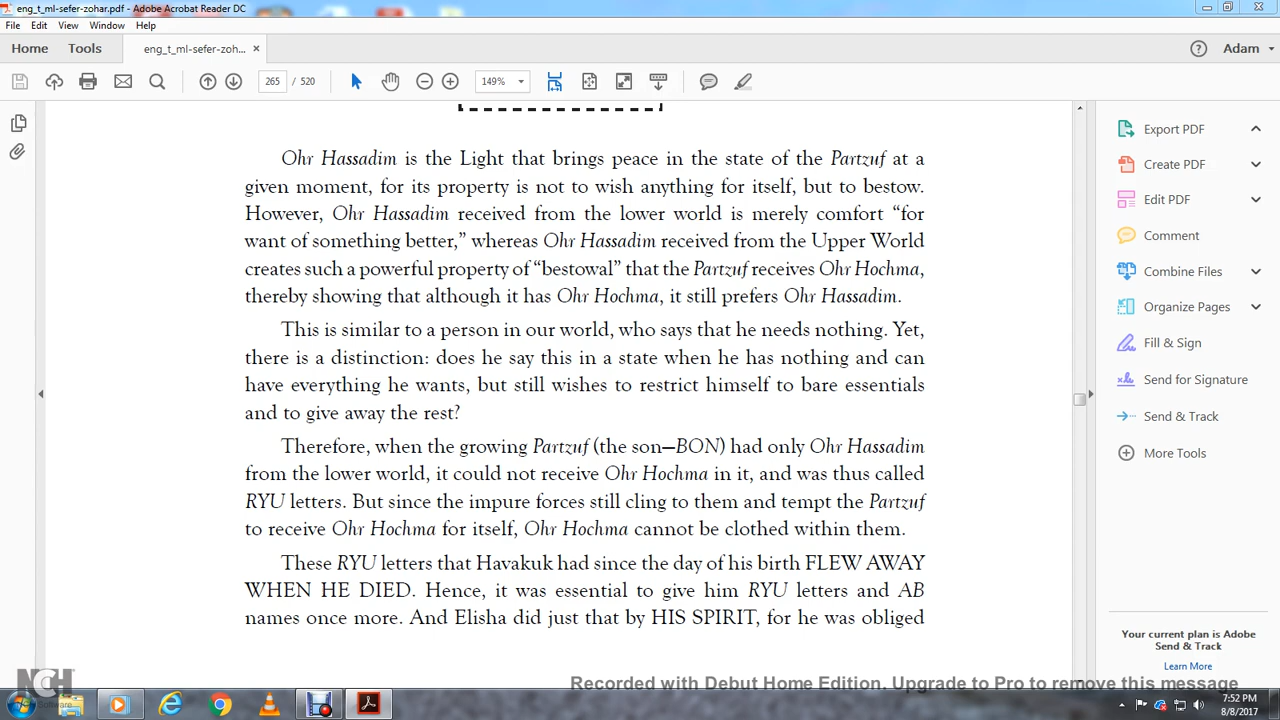 eng_t_ml-sefer-zohar.pdf - Adobe Acrobat Reader DC
File Edit View Window Help
Home Tools eng_t_ml-sefer-zoh... × Adam
265 / 520 149%
Ohr Hassadim is the Light that brings peace in the state of the Partzuf at a
given moment, for its property is not to wish anything for itself, but to bestow.
However, Ohr Hassadim received from the lower world is merely comfort “for
want of something better,” whereas Ohr Hassadim received from the Upper World
creates such a powerful property of “bestowal” that the Partzuf receives Ohr Hochma,
thereby showing that although it has Ohr Hochma, it still prefers Ohr Hassadim.
This is similar to a person in our world, who says that he needs nothing. Yet,
there is a distinction: does he say this in a state when he has nothing and can
have everything he wants, but still wishes to restrict himself to bare essentials
and to give away the rest?
Therefore, when the growing Partzuf (the son—BON) had only Ohr Hassadim
from the lower world, it could not receive Ohr Hochma in it, and was thus called
RYU letters. But since the impure forces still cling to them and tempt the Partzuf
to receive Ohr Hochma for itself, Ohr Hochma cannot be clothed within them.
These RYU letters that Havakuk had since the day of his birth FLEW AWAY
WHEN HE DIED. Hence, it was essential to give him RYU letters and AB
names once more. And Elisha did just that by HIS SPIRIT, for he was obliged
Export PDF
Create PDF
Edit PDF
Comment
Combine Files
Organize Pages
Fill & Sign
Send for Signature
Send & Track
More Tools
Your current plan is Adobe
Send & Track
Learn More
NCH Software
Recorded with Debut Home Edition. Upgrade to Pro to remove this message
7:52 PM
8/8/2017